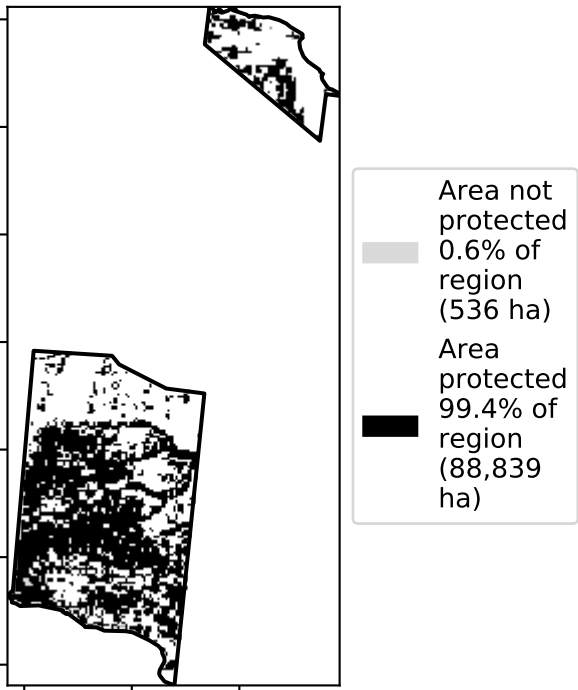 Area not
protected
0.6% of
region
(536 ha)
Area
protected
99.4% of
region
(88,839
ha)